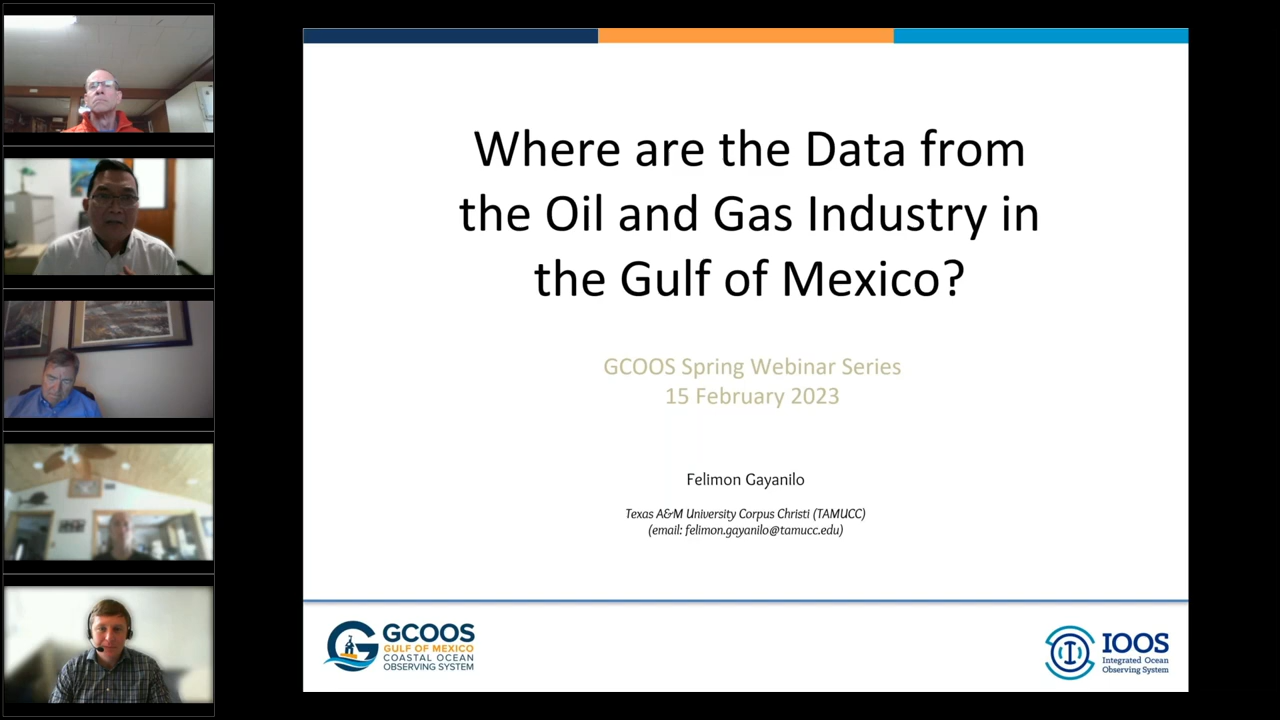 Where are the Data from
the Oil and Gas Industry in
the Gulf of Mexico?
GCOOS Spring Webinar Series
15 February 2023
Felimon Gayanilo
Texas A&M University Corpus Christi (TAMUCC)
(email: felimon.gayanilo@tamucc.edu)
GCOOS
GULF OF MEXICO
COASTAL OCEAN
OBSERVING SYSTEM
IOOS
Integrated Ocean
Observing System